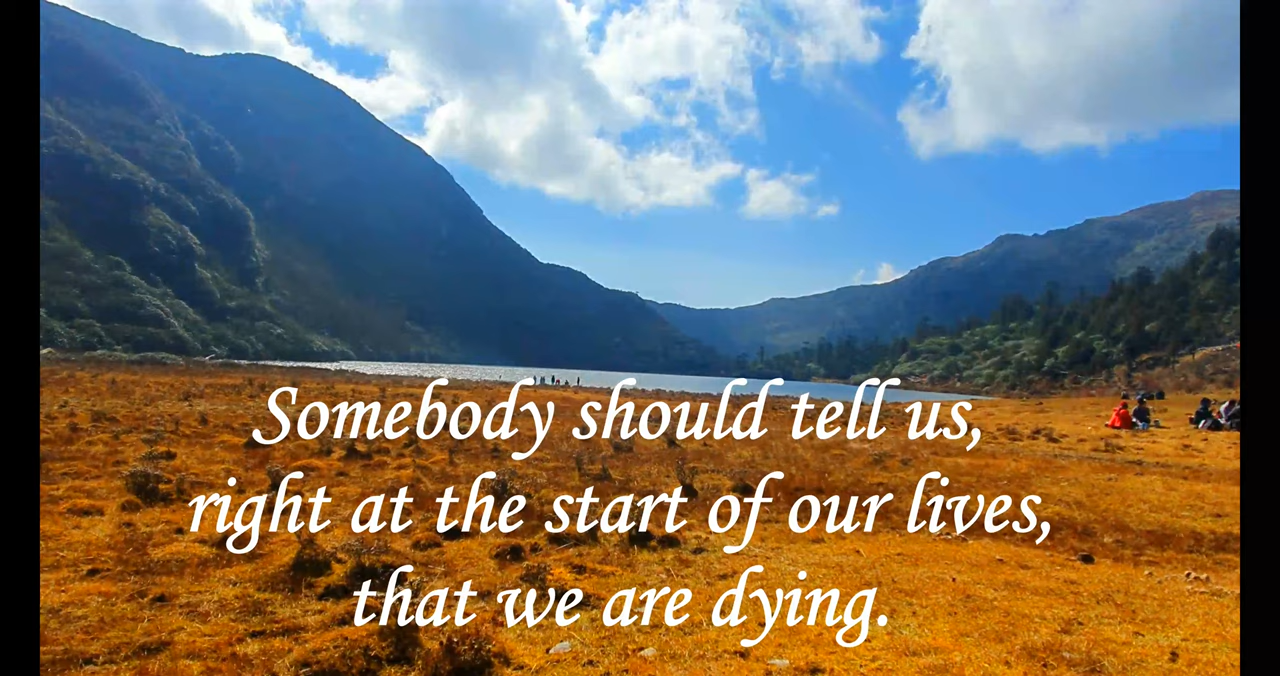 Somebody should tell us,
right at the start of our lives,
that we are dying.